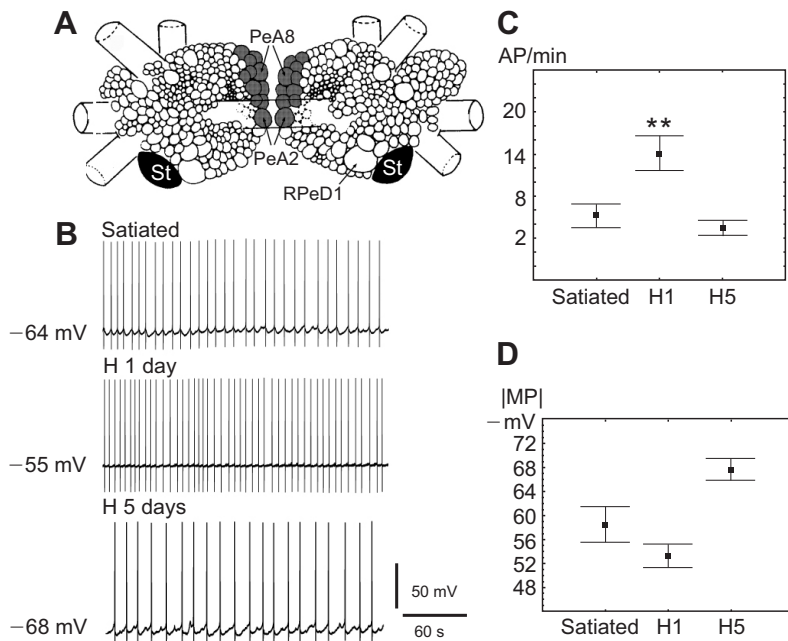 A
PeA8
PeA2
St
St
RPeD1
B
Satiated
−64 mV
H 1 day
−55 mV
H 5 days
−68 mV
50 mV
60 s
C
AP/min
20
14
8
2
**
Satiated H1 H5
D
|MP|
−mV
72
68
64
60
56
52
48
Satiated H1 H5